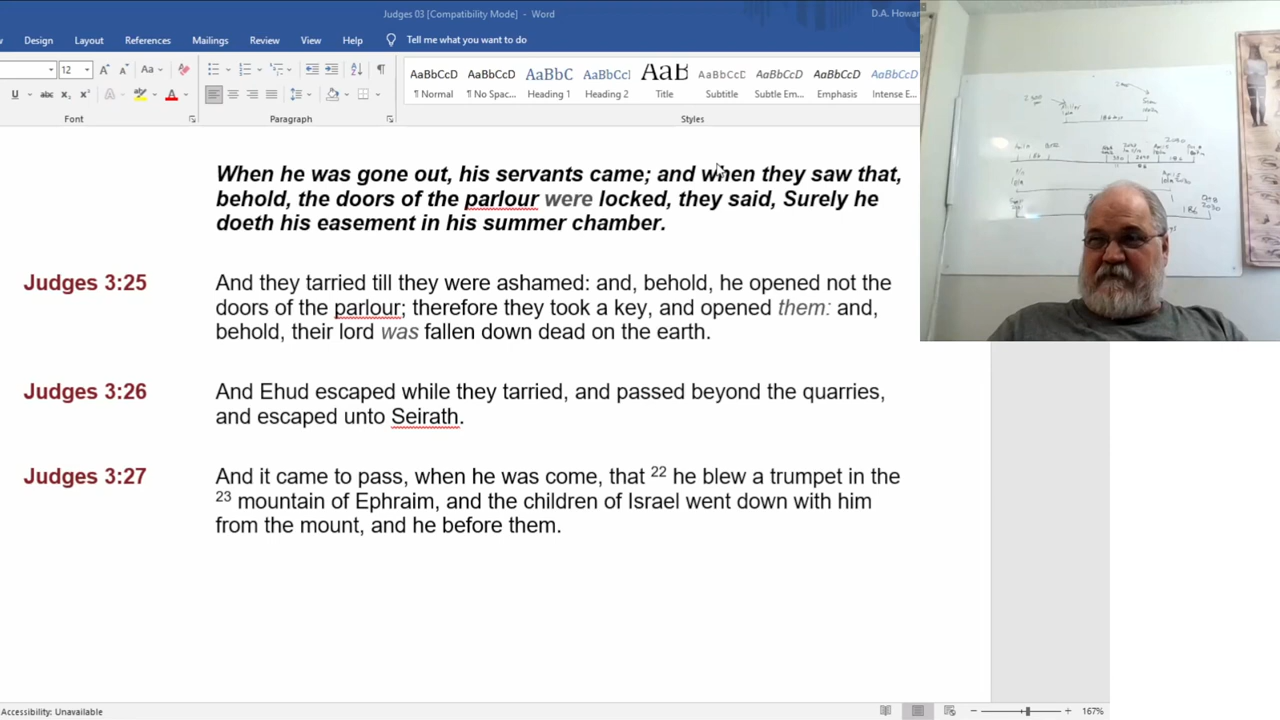 Judges 03 [Compatibility Mode] - Word
D.A. Howar
Design Layout References Mailings Review View Help Tell me what you want to do
12 Aa
U abc X₂ X² A A
AaBbCcD AaBbCcD AaBbC AaBbCcl AaB AaBbCcD AaBbCcD AaBbCcD AaBbCcD
¶ Normal ¶ No Spac... Heading 1 Heading 2 Title Subtitle Subtle Em... Emphasis Intense E...
Font Paragraph Styles
When he was gone out, his servants came; and when they saw that,
behold, the doors of the parlour were locked, they said, Surely he
doeth his easement in his summer chamber.
Judges 3:25 And they tarried till they were ashamed: and, behold, he opened not the
doors of the parlour; therefore they took a key, and opened them: and,
behold, their lord was fallen down dead on the earth.
Judges 3:26 And Ehud escaped while they tarried, and passed beyond the quarries,
and escaped unto Seirath.
Judges 3:27 And it came to pass, when he was come, that 22 he blew a trumpet in the
23 mountain of Ephraim, and the children of Israel went down with him
from the mount, and he before them.
Accessibility: Unavailable
167%